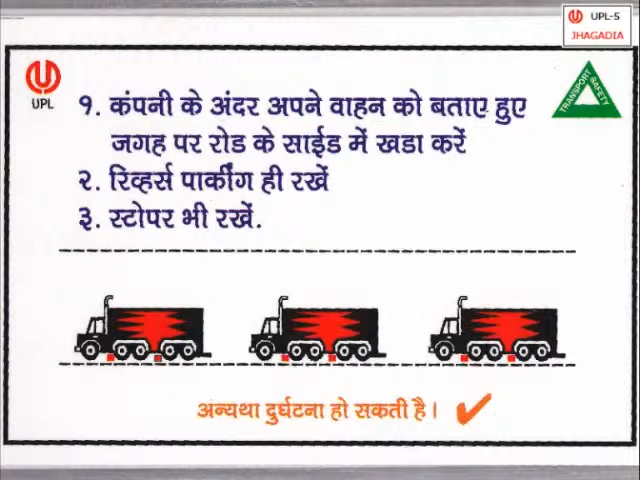 UPL-5
JHAGADIA
UPL
TRANSPORT SAFETY
१. कंपनी के अंदर अपने वाहन को बताए हुए
जगह पर रोड के साईड में खडा करें
२. रिव्हर्स पार्कींग ही रखें
३. स्टोपर भी रखें.
अन्यथा दुर्घटना हो सकती है।